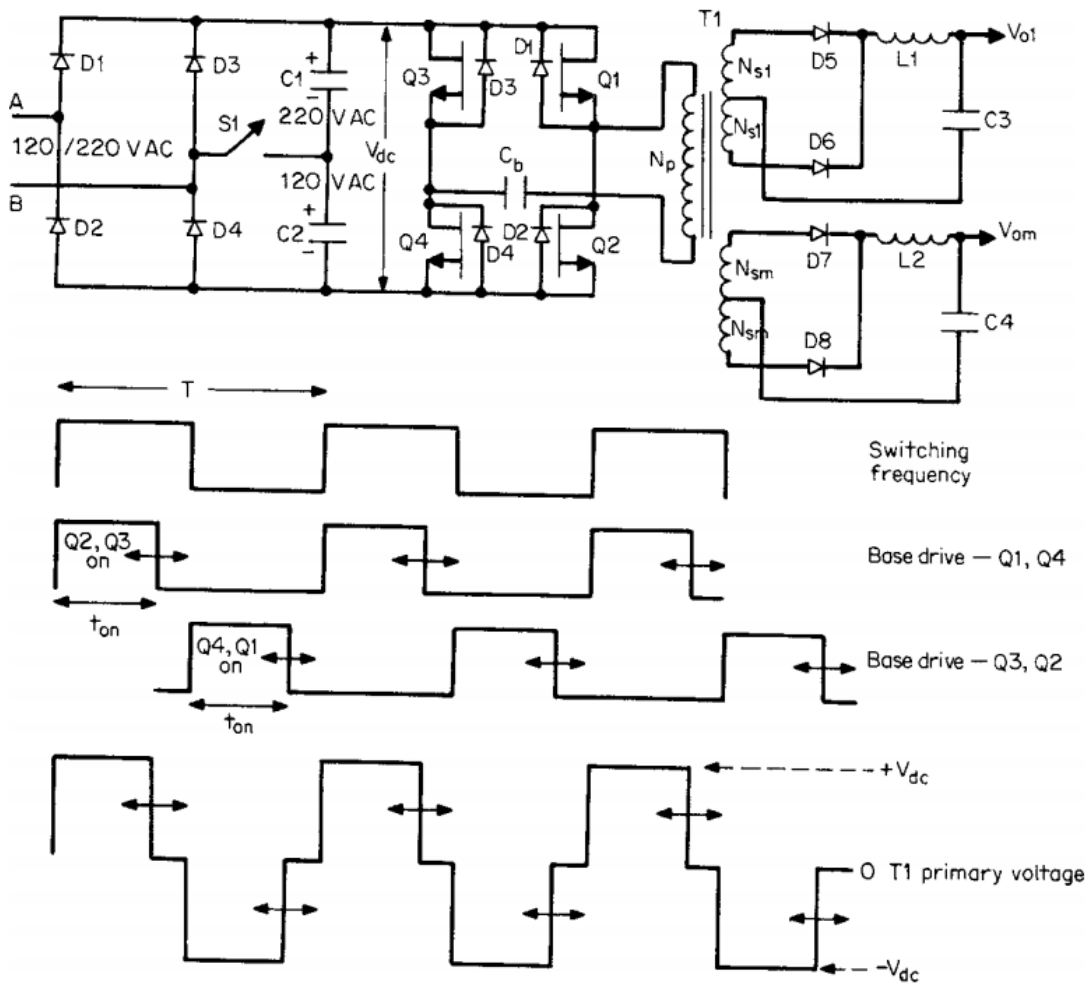 T1
D1
D3
C1
+
−
Q3
D3
D1
Q1
Ns1
D5
L1
Vo1
A
S1
220 VAC
120 / 220 VAC
Vdc
Ns1
D6
C3
120 VAC
Cb
Np
B
D2
D4
+
C2
−
Q4
D4
D2
Q2
Nsm
D7
L2
Vom
Nsm
D8
C4
T
Switching
frequency
Q2, Q3
on
Base drive — Q1, Q4
ton
Q4, Q1
on
Base drive — Q3, Q2
ton
+Vdc
0 T1 primary voltage
−Vdc